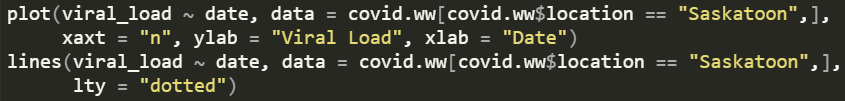 plot(viral_load ~ date, data = covid.ww[covid.ww$location == "Saskatoon",],
     xaxt = "n", ylab = "Viral Load", xlab = "Date")
lines(viral_load ~ date, data = covid.ww[covid.ww$location == "Saskatoon",],
      lty = "dotted")